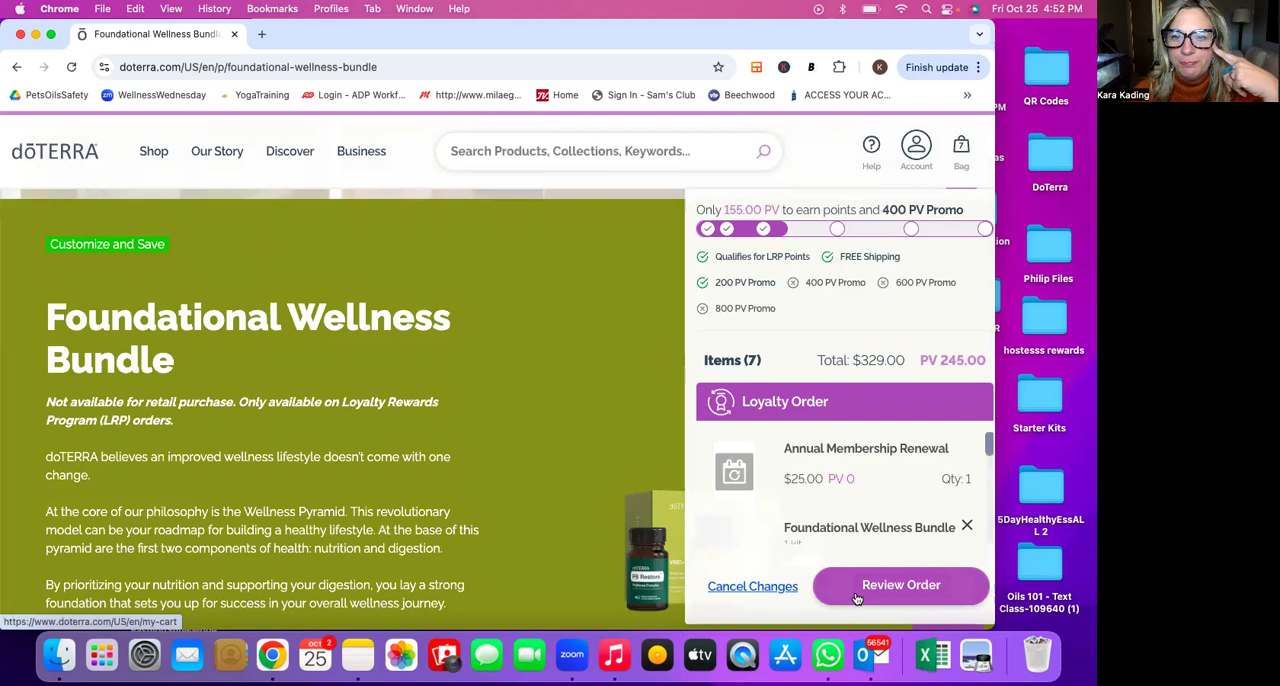 Chrome File Edit View History Bookmarks Profiles Tab Window Help Fri Oct 25 4:52 PM
Foundational Wellness Bundl
doterra.com/US/en/p/foundational-wellness-bundle
K
Finish update
PetsOilsSafety WellnessWednesday YogaTraining Login - ADP Workf... http://www.milaeg... Home Sign In - Sam's Club Beechwood ACCESS YOUR AC...
dōTERRA Shop Our Story Discover Business
Search Products, Collections, Keywords...
Help Account 7 Bag
Customize and Save
Foundational Wellness
Bundle
Not available for retail purchase. Only available on Loyalty Rewards
Program (LRP) orders.
doTERRA believes an improved wellness lifestyle doesn't come with one
change.
At the core of our philosophy is the Wellness Pyramid. This revolutionary
model can be your roadmap for building a healthy lifestyle. At the base of this
pyramid are the first two components of health: nutrition and digestion.
By prioritizing your nutrition and supporting your digestion, you lay a strong
foundation that sets you up for success in your overall wellness journey.
https://www.doterra.com/US/en/my-cart
PB Restore
Only 155.00 PV to earn points and 400 PV Promo
Qualifies for LRP Points FREE Shipping
200 PV Promo 400 PV Promo 600 PV Promo
800 PV Promo
Items (7) Total: $329.00 PV 245.00
Loyalty Order
Annual Membership Renewal
$25.00 PV 0 Qty: 1
Foundational Wellness Bundle
Cancel Changes Review Order
Kara Kading
QR Codes
DoTerra
Philip Files
hostesss rewards
Starter Kits
5DayHealthyEssAL
L 2
Oils 101 - Text
Class-109640 (1)
OCT 2
25
zoom
tv
56541